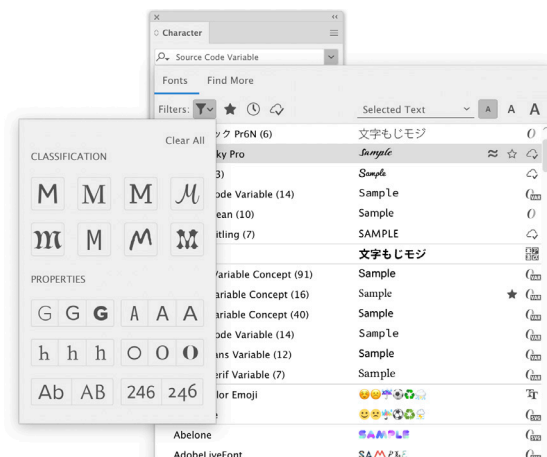 Character
Source Code Variable
Fonts Find More
Filters: Selected Text A A A
Clear All
CLASSIFICATION
M M M M
M M M M
PROPERTIES
G G G A A A
h h h O O O
Ab AB 246 246
ック Pr6N (6) 文字もじモジ
ky Pro Sample
3) Sample
ode Variable (14) Sample
ean (10) Sample
itling (7) SAMPLE
文字もじモジ
Variable Concept (91) Sample
ariable Concept (16) Sample
ariable Concept (40) Sample
ode Variable (14) Sample
ans Variable (12) Sample
erif Variable (7) Sample
lor Emoji
e
Abelone SAMPLE
AdobeLiveFont SAMPLE